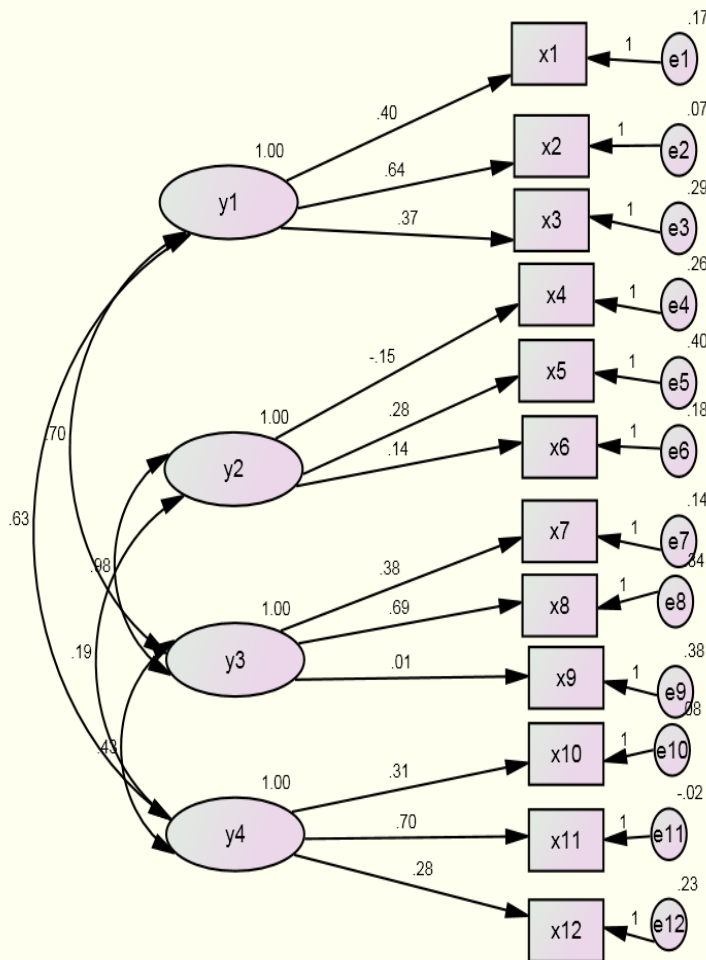 .17
x1
1
e1
.40
.07
1.00
x2
1
e2
.64
.29
y1
.37
x3
1
e3
.26
x4
1
e4
-.15
.40
x5
1
e5
1.00
.28
.18
.70
y2
.14
x6
1
e6
.14
.63
x7
1
e7
.98
.38
.34
1.00
.69
x8
1
e8
.19
y3
.01
.38
x9
1
e9
.08
.43
1.00
.31
x10
1
e10
-.02
y4
.70
x11
1
e11
.28
.23
x12
1
e12